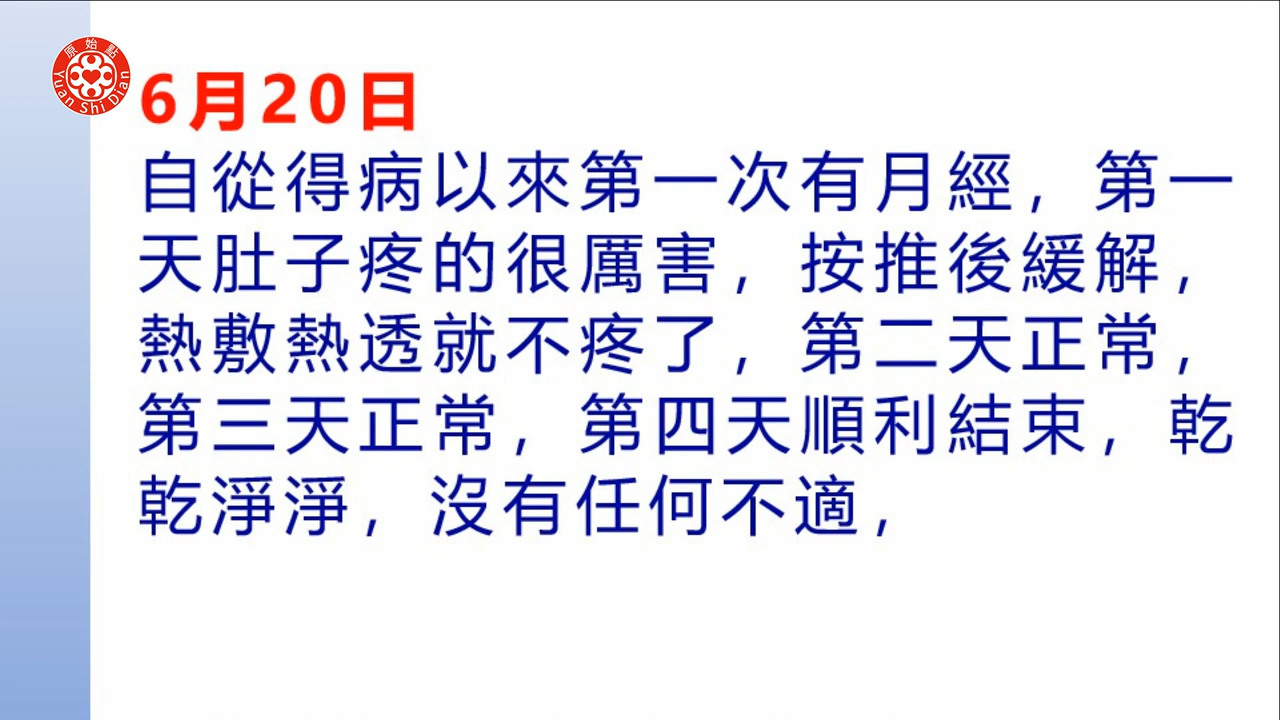 原始點
Yuan Shi Dian
6月20日
自從得病以來第一次有月經，第一
天肚子疼的很厲害，按推後緩解，
熱敷熱透就不疼了，第二天正常，
第三天正常，第四天順利結束，乾
乾淨淨，沒有任何不適，